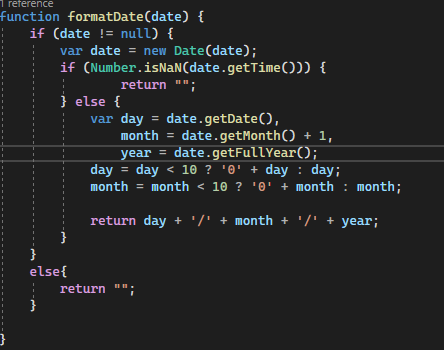 1 reference
function formatDate(date) {
    if (date != null) {
        var date = new Date(date);
        if (Number.isNaN(date.getTime())) {
                return "";
        } else {
            var day = date.getDate(),
                month = date.getMonth() + 1,
                year = date.getFullYear();
            day = day < 10 ? '0' + day : day;
            month = month < 10 ? '0' + month : month;

            return day + '/' + month + '/' + year;
        }
    }
    else{
        return "";
    }

}